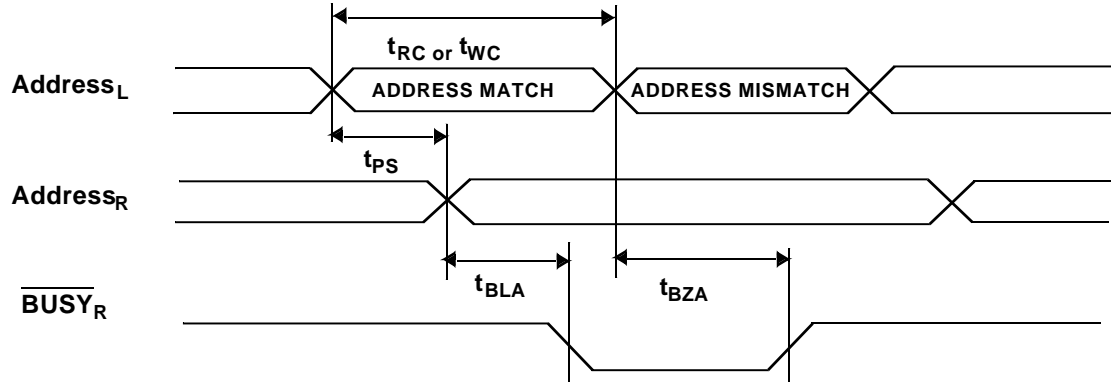 tRC or tWC
AddressL ADDRESS MATCH ADDRESS MISMATCH
tPS
AddressR
tBLA tBZA
BUSYR